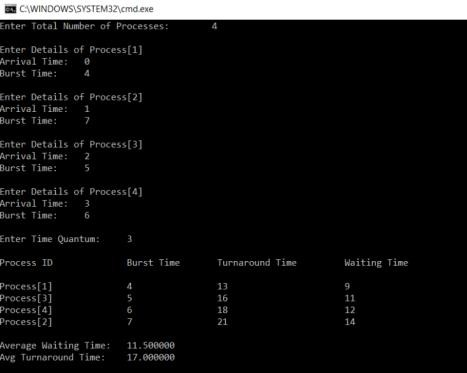 C:\WINDOWS\SYSTEM32\cmd.exe
Enter Total Number of Processes: 4
Enter Details of Process[1]
Arrival Time: 0
Burst Time: 4
Enter Details of Process[2]
Arrival Time: 1
Burst Time: 7
Enter Details of Process[3]
Arrival Time: 2
Burst Time: 5
Enter Details of Process[4]
Arrival Time: 3
Burst Time: 6
Enter Time Quantum: 3
Process ID Burst Time Turnaround Time Waiting Time
Process[1] 4 13 9
Process[3] 5 16 11
Process[4] 6 18 12
Process[2] 7 21 14
Average Waiting Time: 11.500000
Avg Turnaround Time: 17.000000